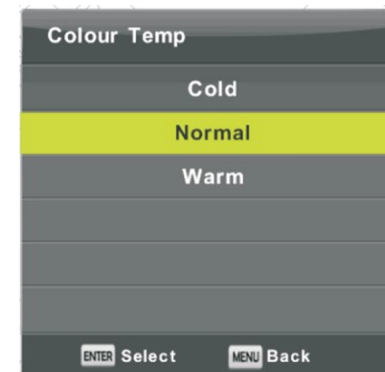 Colour Temp
Cold
Normal
Warm
ENTER Select MENU Back